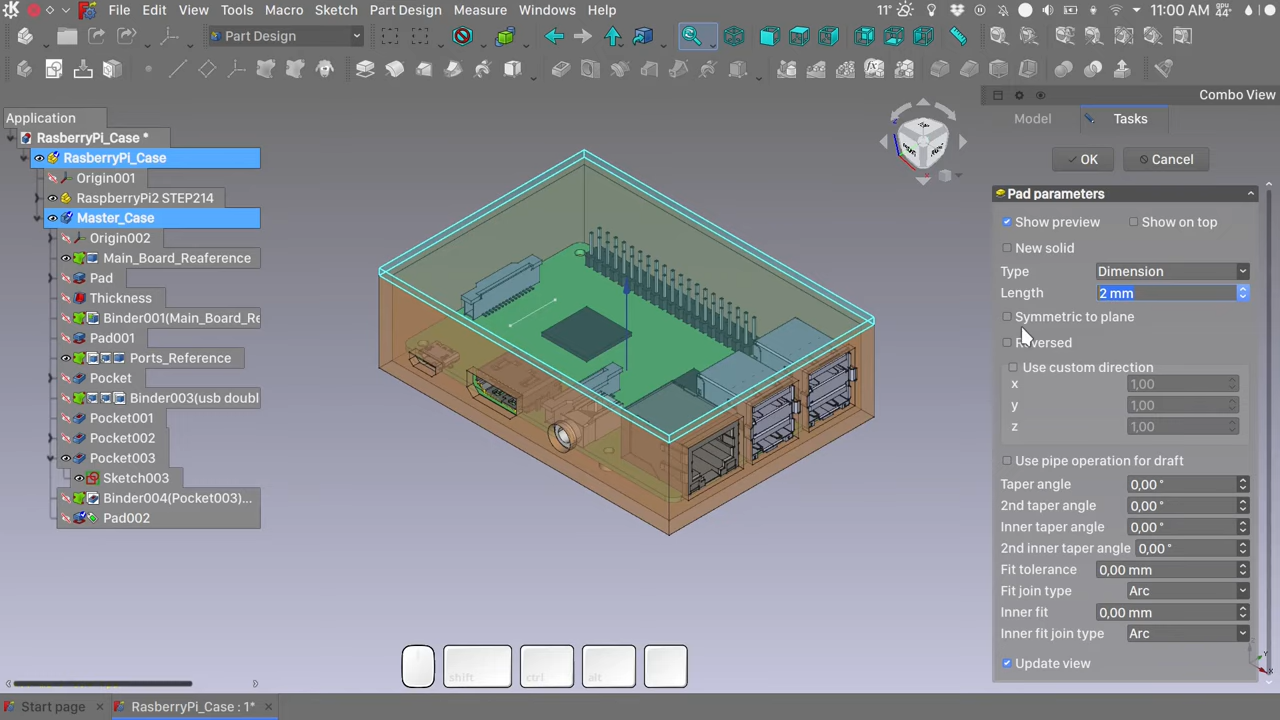 File Edit View Tools Macro Sketch Part Design Measure Windows Help 11° 11:00 AM GPU 44°
Part Design
Combo View
Application
Model Tasks
RasberryPi_Case *
RasberryPi_Case
OK Cancel
Origin001
RaspberryPi2 STEP214
Pad parameters
Master_Case
Show preview Show on top
Origin002
New solid
Main_Board_Reaference
Type Dimension
Pad
Length 2 mm
Thickness
Binder001(Main_Board_Re
Symmetric to plane
Pad001
Reversed
Ports_Reference
Use custom direction
Pocket
x 1,00
Binder003(usb doubl
y 1,00
Pocket001
z 1,00
Pocket002
Pocket003
Use pipe operation for draft
Sketch003
Taper angle 0,00 °
Binder004(Pocket003)...
2nd taper angle 0,00 °
Pad002
Inner taper angle 0,00 °
2nd inner taper angle 0,00 °
Fit tolerance 0,00 mm
Fit join type Arc
Inner fit 0,00 mm
Inner fit join type Arc
Update view
shift ctrl alt
Start page RasberryPi_Case : 1*